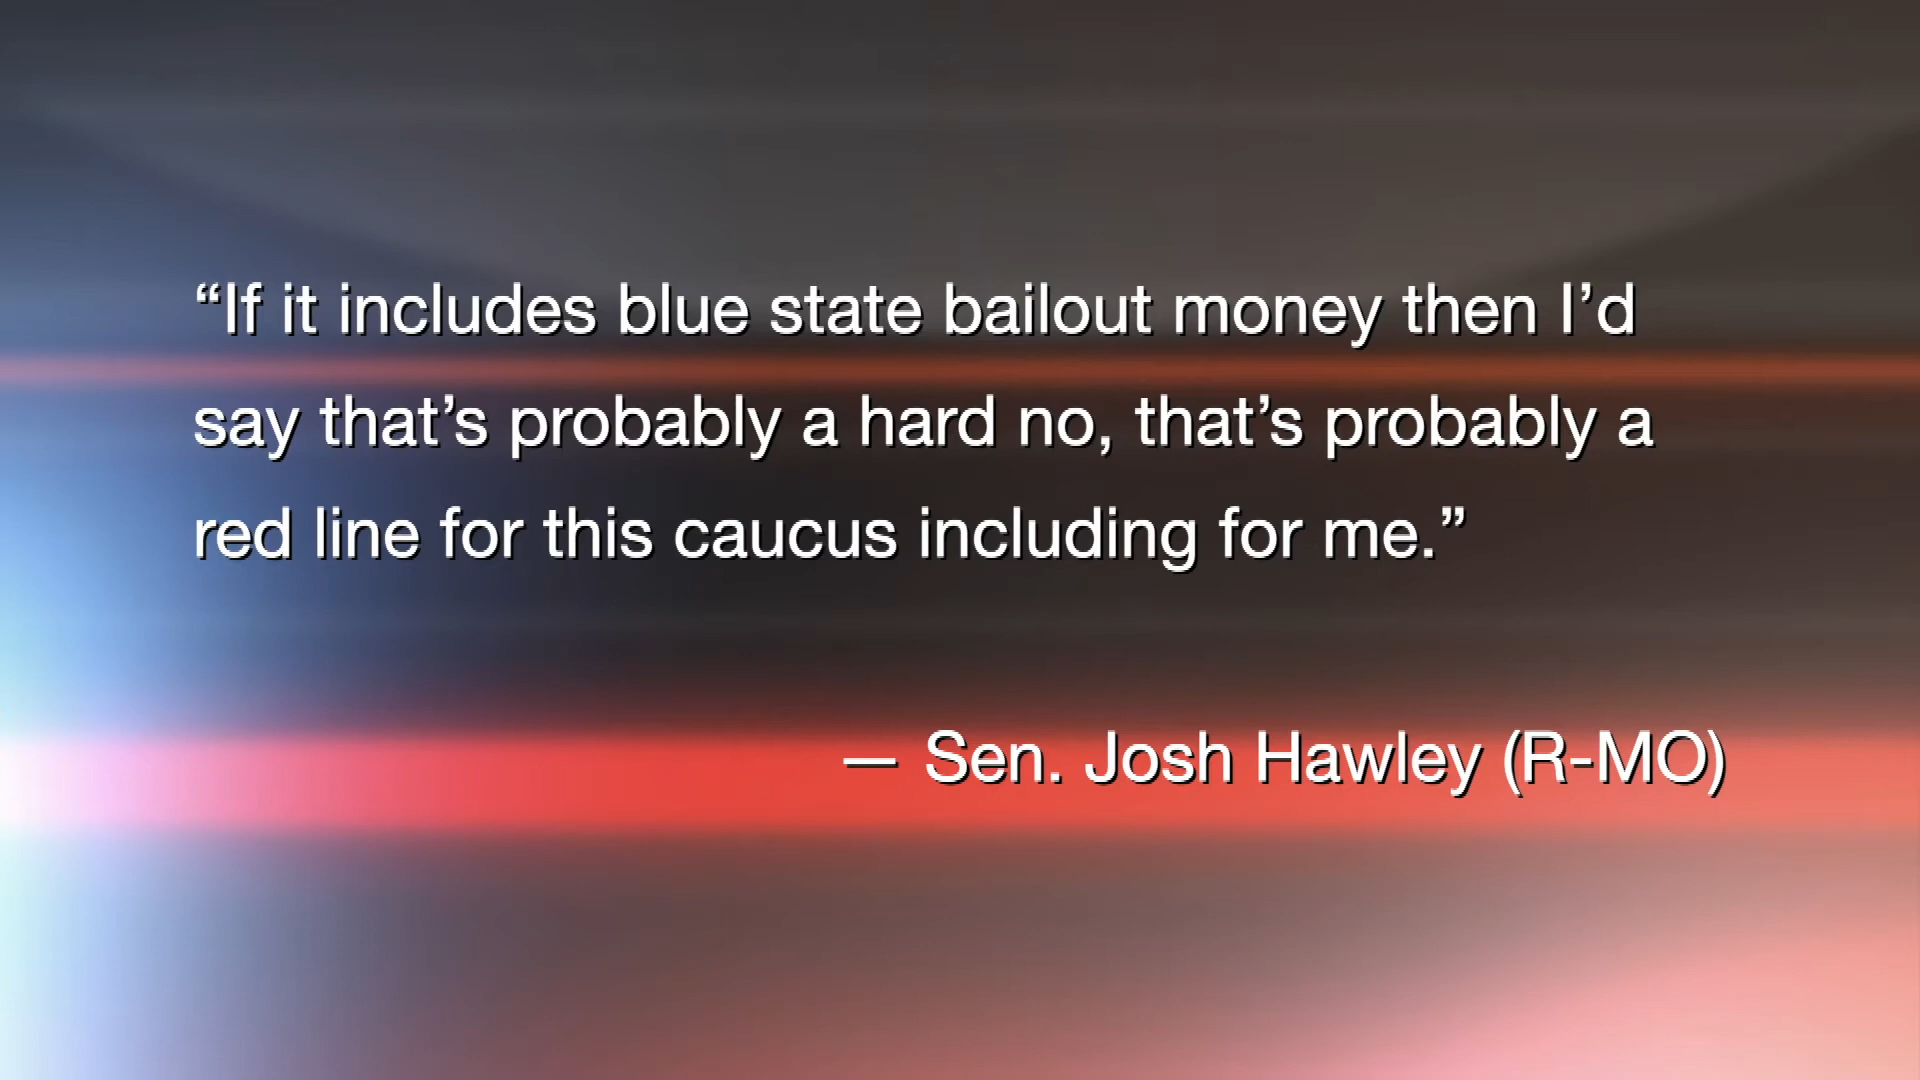 “If it includes blue state bailout money then I’d
say that’s probably a hard no, that’s probably a
red line for this caucus including for me.”
— Sen. Josh Hawley (R-MO)